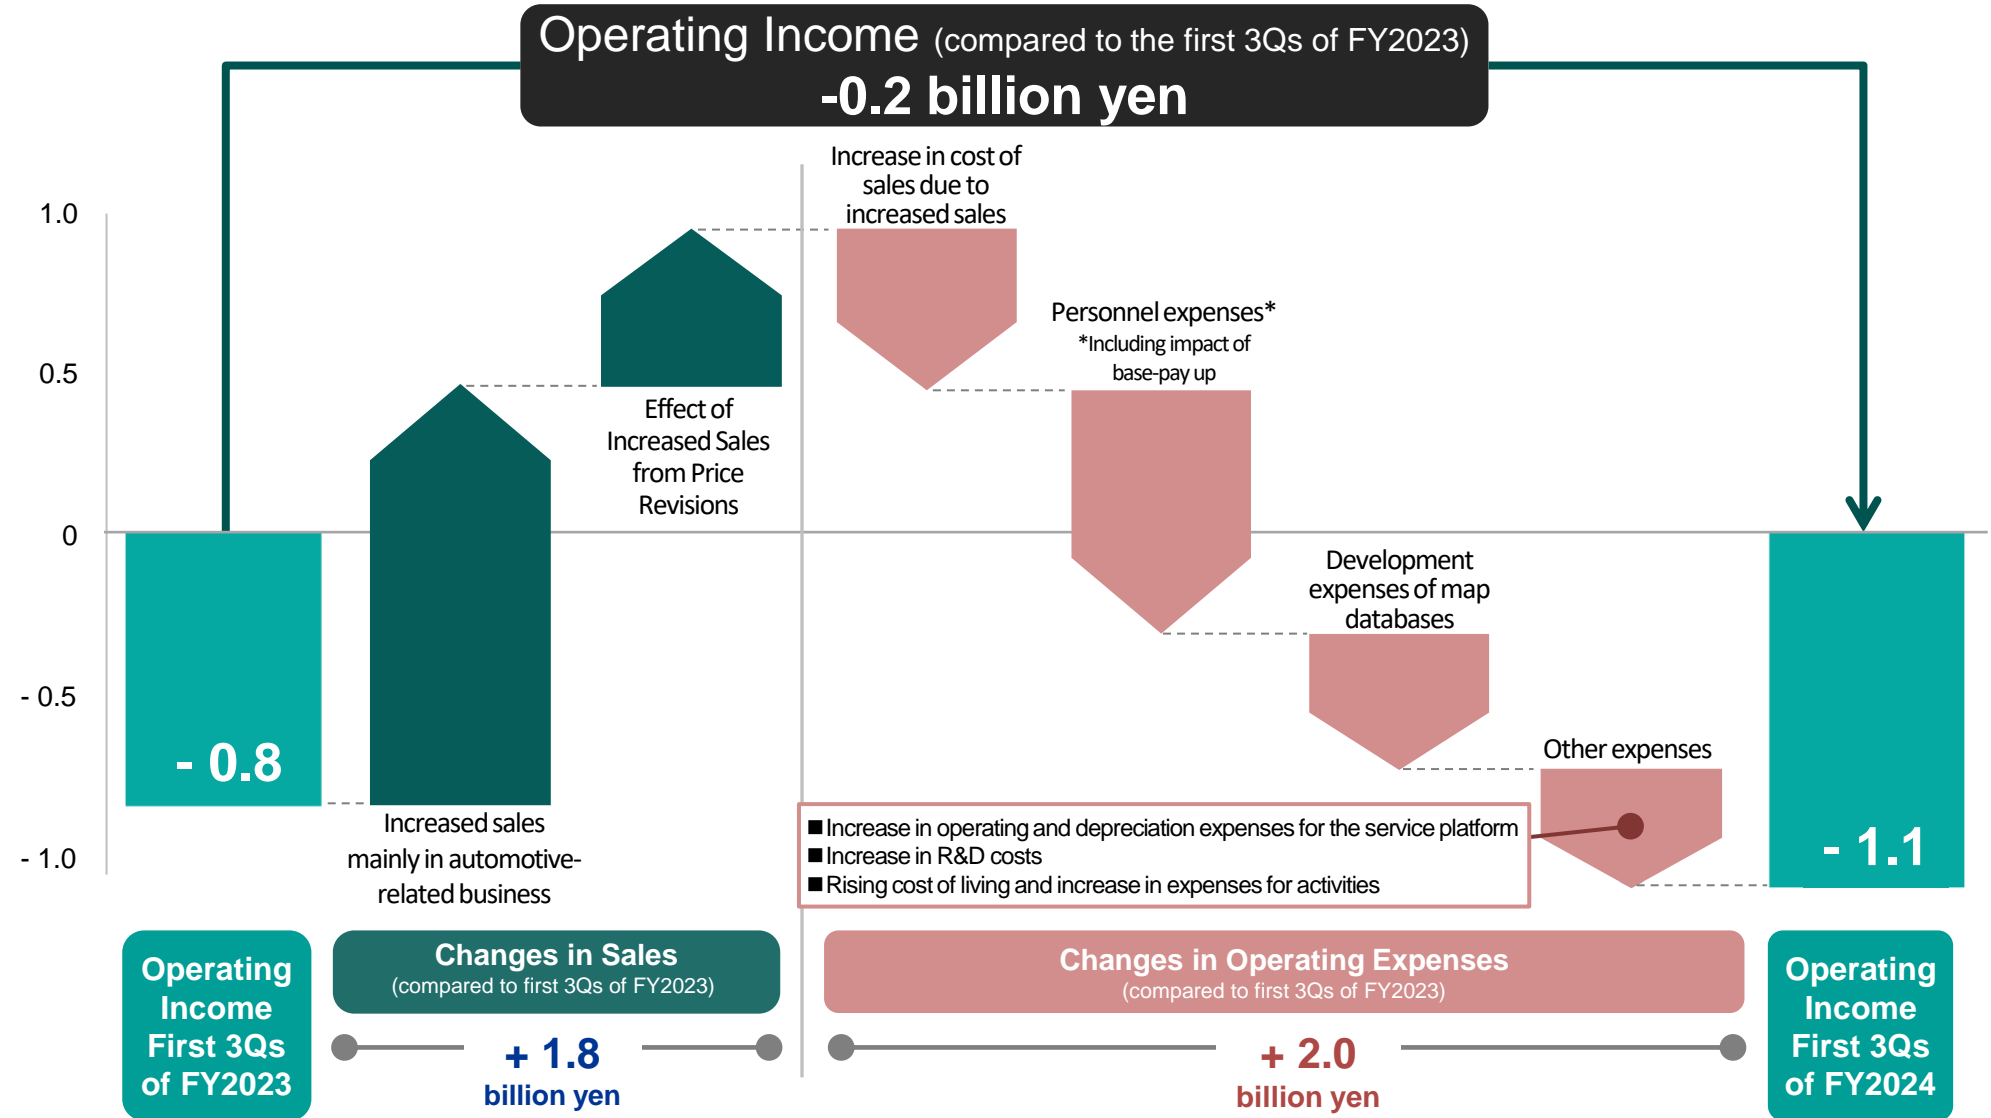 Operating Income (compared to the first 3Qs of FY2023)
-0.2 billion yen
1.0
0.5
0
- 0.5
- 1.0
- 0.8
Increased sales
mainly in automotive-
related business
Effect of
Increased Sales
from Price
Revisions
Increase in cost of
sales due to
increased sales
Personnel expenses*
*Including impact of
base-pay up
Development
expenses of map
databases
Other expenses
■ Increase in operating and depreciation expenses for the service platform
■ Increase in R&D costs
■ Rising cost of living and increase in expenses for activities
- 1.1
Operating
Income
First 3Qs
of FY2023
Changes in Sales
(compared to first 3Qs of FY2023)
+ 1.8
billion yen
Changes in Operating Expenses
(compared to first 3Qs of FY2023)
+ 2.0
billion yen
Operating
Income
First 3Qs
of FY2024